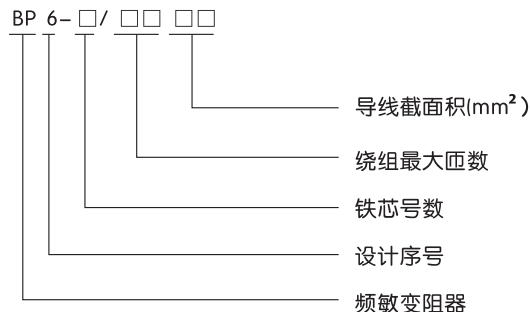 BP 6-□/□□ □□
导线截面积(mm²)
绕组最大匝数
铁芯号数
设计序号
频敏变阻器